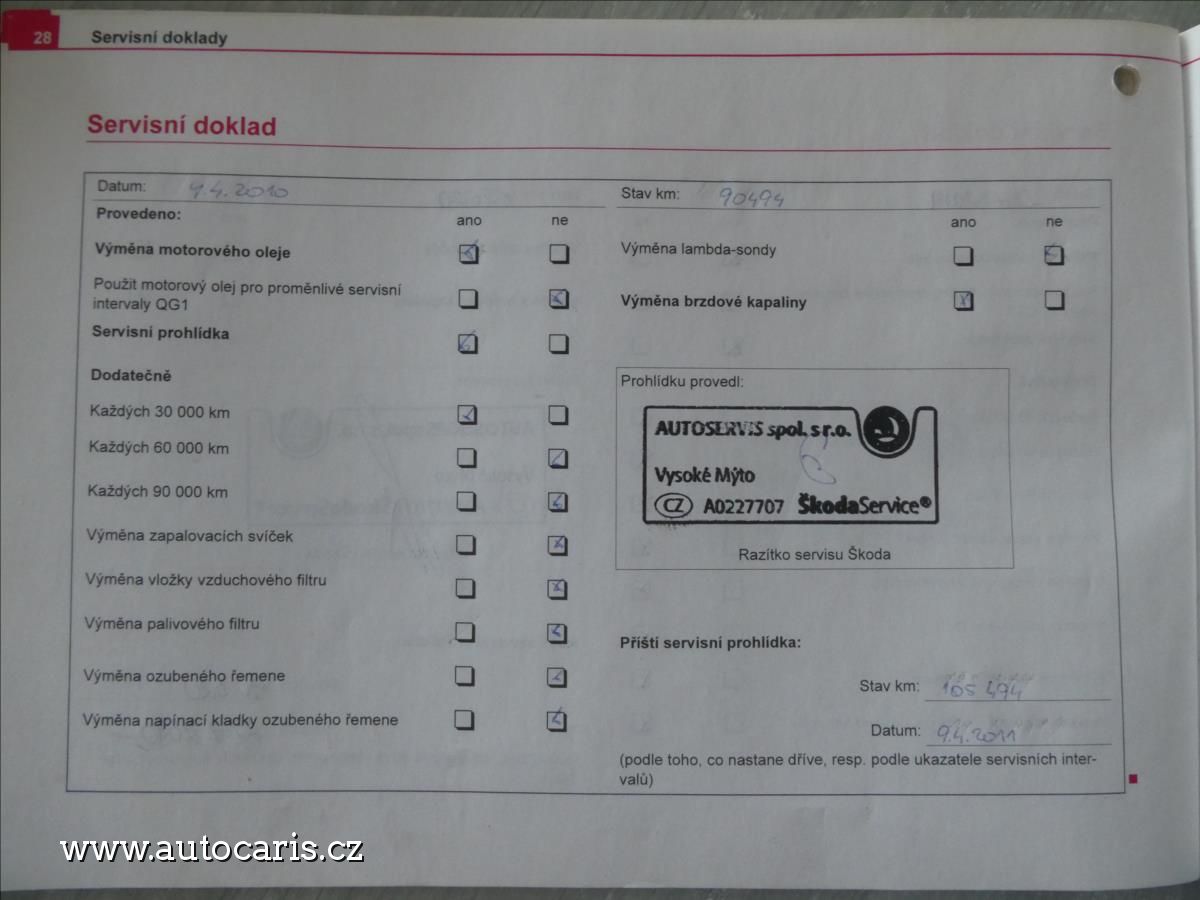 28 Servisní doklady
Servisní doklad
Datum: 9.4.2010
Stav km: 90494
Provedeno: ano ne
ano ne
Výměna motorového oleje
Použit motorový olej pro proměnlivé servisní
intervaly QG1
Servisní prohlídka
Dodatečně
Každých 30 000 km
Každých 60 000 km
Každých 90 000 km
Výměna zapalovacích svíček
Výměna vložky vzduchového filtru
Výměna palivového filtru
Výměna ozubeného řemene
Výměna napínací kladky ozubeného řemene
Výměna lambda-sondy
Výměna brzdové kapaliny
Prohlídku provedl:
AUTOSERVIS spol. s r.o.
Vysoké Mýto
CZ A0227707 ŠkodaService®
Razítko servisu Škoda
Příští servisní prohlídka:
Stav km: 105 494
Datum: 9.4.2011
(podle toho, co nastane dříve, resp. podle ukazatele servisních inter-
valů)
www.autocaris.cz